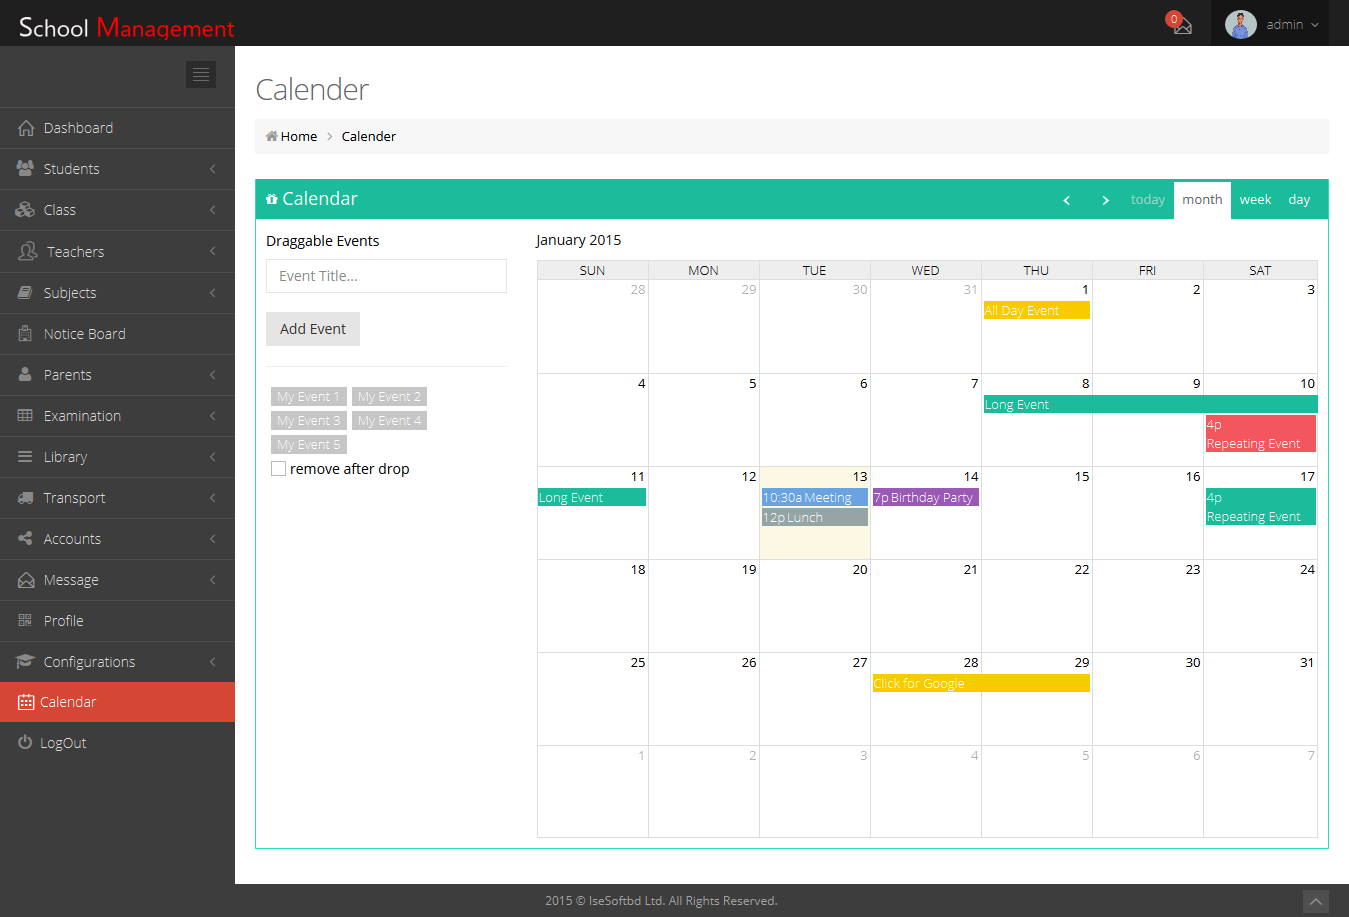 School Management
0
admin
Dashboard
Students
Class
Teachers
Subjects
Notice Board
Parents
Examination
Library
Transport
Accounts
Message
Profile
Configurations
Calendar
LogOut
Calender
Home > Calender
Calendar
today month week day
Draggable Events
Event Title...
Add Event
My Event 1 My Event 2
My Event 3 My Event 4
My Event 5
remove after drop
January 2015
SUN MON TUE WED THU FRI SAT
28 29 30 31 1 2 3
All Day Event
4 5 6 7 8 9 10
Long Event
4p
Repeating Event
11 12 13 14 15 16 17
Long Event 10:30a Meeting 7p Birthday Party 4p
12p Lunch Repeating Event
18 19 20 21 22 23 24
25 26 27 28 29 30 31
Click for Google
1 2 3 4 5 6 7
2015 © IseSoftbd Ltd. All Rights Reserved.